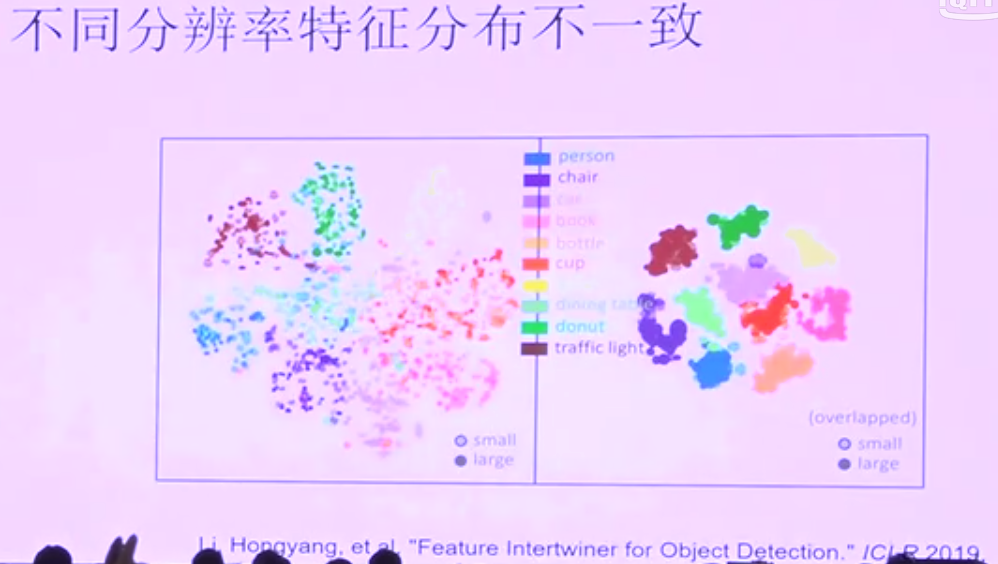 不同分辨率特征分布不一致
person
chair
car
book
bottle
cup
dining table
donut
traffic light
small
large
(overlapped)
small
large
Li, Hongyang, et al. "Feature Intertwiner for Object Detection." ICLR 2019.